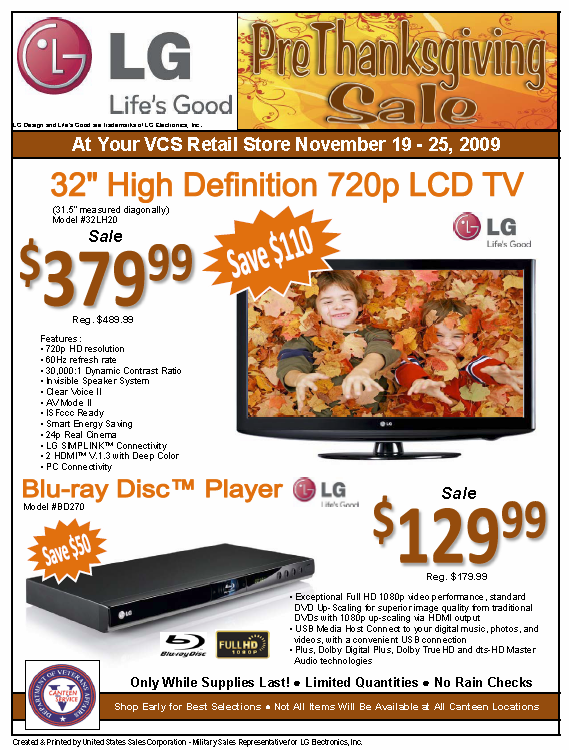 LG
Life's Good
LG Design and Life's Good are trademarks of LG Electronics, Inc.
PreThanksgiving
Sale
At Your VCS Retail Store November 19 - 25, 2009
32" High Definition 720p LCD TV
(31.5" measured diagonally)
Model #32LH20
Sale
$379.99
Reg. $489.99
Save $110
LG
Life's Good
Features:
• 720p HD resolution
• 60Hz refresh rate
• 30,000:1 Dynamic Contrast Ratio
• Invisible Speaker System
• Clear Voice II
• AV Mode II
• ISFccc Ready
• Smart Energy Saving
• 24p Real Cinema
• LG SIMPLINK™ Connectivity
• 2 HDMI™ V.1.3 with Deep Color
• PC Connectivity
LG
Blu-ray Disc™ Player
LG
Life's Good
Model #BD270
Save $50
Sale
$129.99
Reg. $179.99
LG
Blu-ray Disc
FULL HD
1080P
• Exceptional Full HD 1080p video performance, standard
DVD Up-Scaling for superior image quality from traditional
DVDs with 1080p up-scaling via HDMI output
• USB Media Host Connect to your digital music, photos, and
videos, with a convenient USB connection
• Plus, Dolby Digital Plus, Dolby TrueHD and dts-HD Master
Audio technologies
DEPARTMENT OF VETERANS AFFAIRS
CANTEEN
SERVICE
V
Only While Supplies Last! ● Limited Quantities ● No Rain Checks
Shop Early for Best Selections ● Not All Items Will Be Available at All Canteen Locations
Created & Printed by United States Sales Corporation - Military Sales Representative for LG Electronics, Inc.